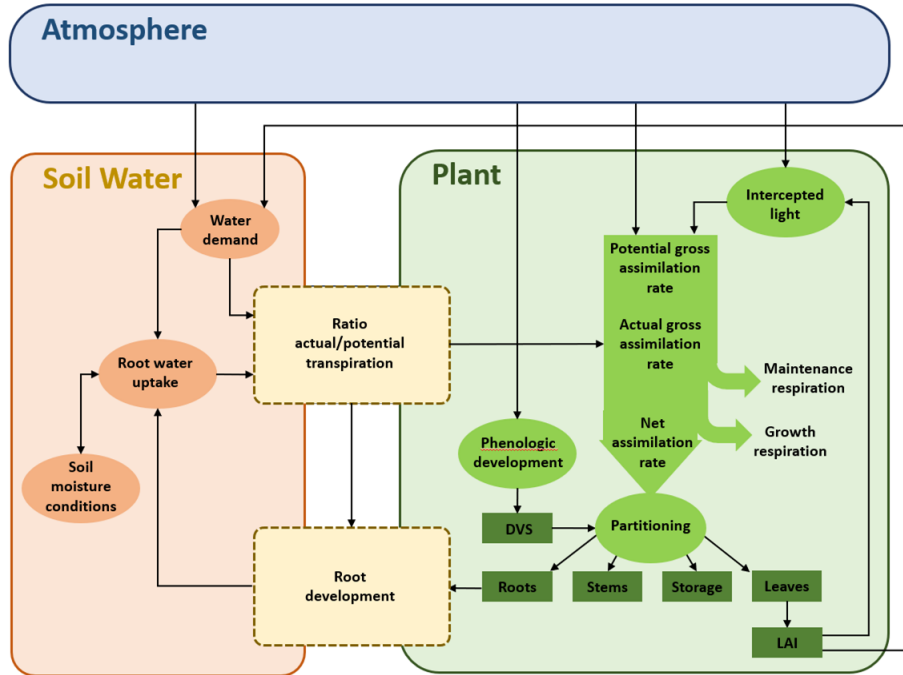 Atmosphere
Soil Water
Plant
Water
demand
Intercepted
light
Potential gross
assimilation
rate
Ratio
actual/potential
transpiration
Actual gross
assimilation
rate
Root water
uptake
Maintenance
respiration
Net
assimilation
rate
Growth
respiration
Phenologic
development
Soil
moisture
conditions
DVS
Partitioning
Root
development
Roots
Stems
Storage
Leaves
LAI